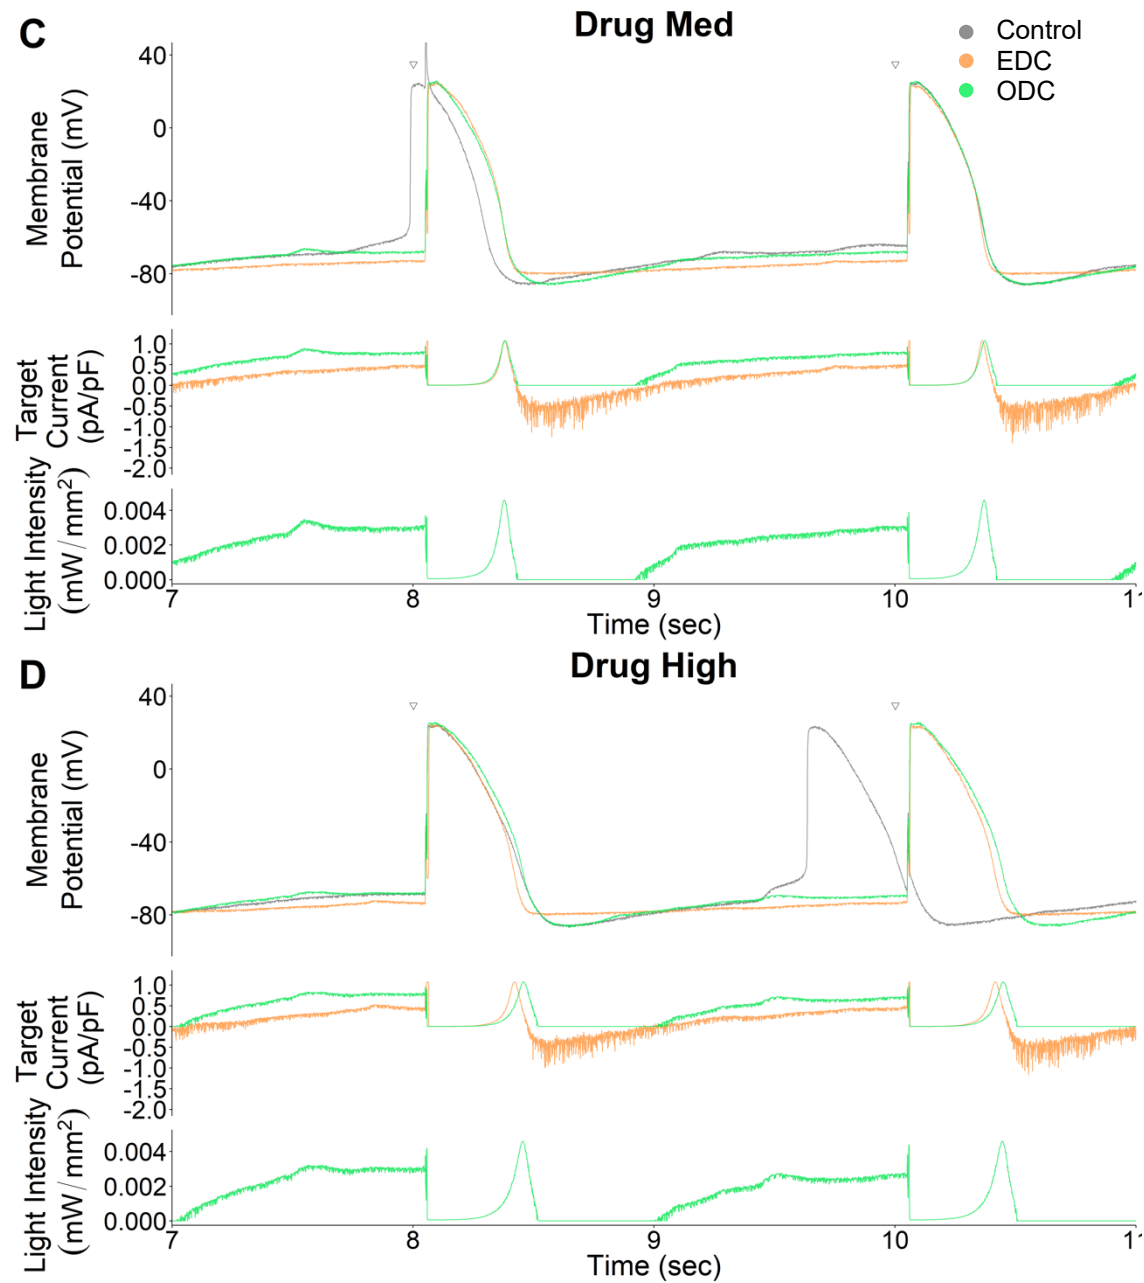 C
Drug Med
Control
EDC
ODC
Membrane
Potential (mV)
40
0
-40
-80
Target
Current
(pA/pF)
1.0
0.5
0.0
-0.5
-1.0
-1.5
-2.0
Light Intensity
(mW/mm²)
0.004
0.002
0.000
7
8
9
10
11
Time (sec)
D
Drug High
Membrane
Potential (mV)
40
0
-40
-80
Target
Current
(pA/pF)
1.0
0.5
0.0
-0.5
-1.0
-1.5
-2.0
Light Intensity
(mW/mm²)
0.004
0.002
0.000
7
8
9
10
11
Time (sec)